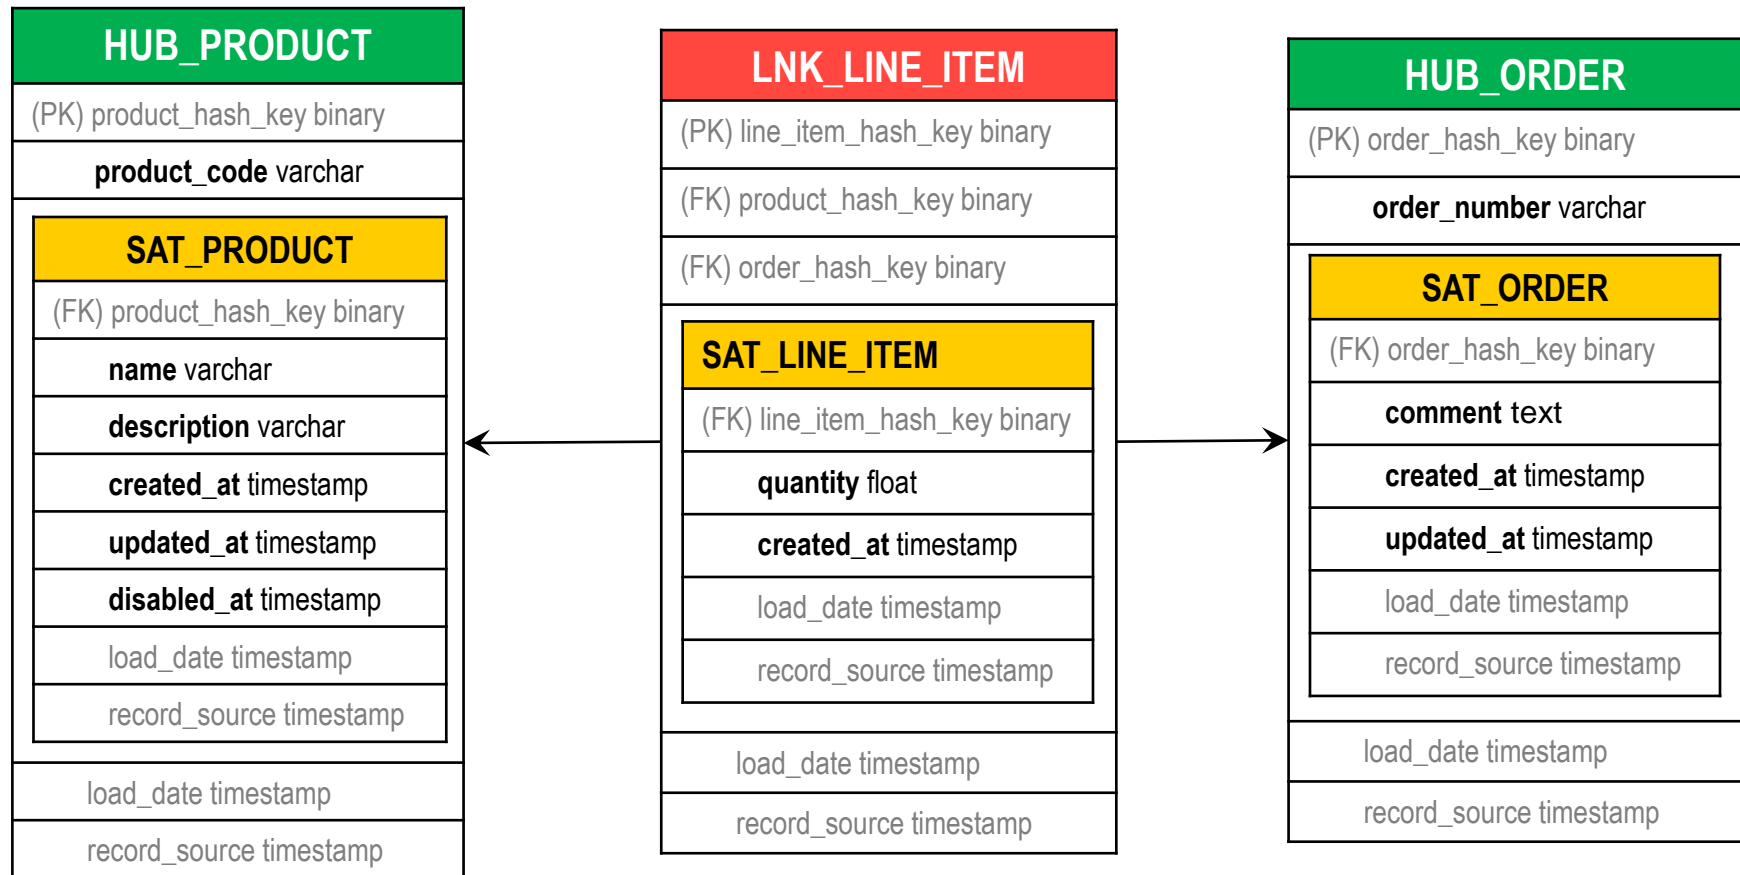 HUB_PRODUCT
(PK) product_hash_key binary
product_code varchar
SAT_PRODUCT
(FK) product_hash_key binary
name varchar
description varchar
created_at timestamp
updated_at timestamp
disabled_at timestamp
load_date timestamp
record_source timestamp
load_date timestamp
record_source timestamp
LNK_LINE_ITEM
(PK) line_item_hash_key binary
(FK) product_hash_key binary
(FK) order_hash_key binary
SAT_LINE_ITEM
(FK) line_item_hash_key binary
quantity float
created_at timestamp
load_date timestamp
record_source timestamp
load_date timestamp
record_source timestamp
HUB_ORDER
(PK) order_hash_key binary
order_number varchar
SAT_ORDER
(FK) order_hash_key binary
comment text
created_at timestamp
updated_at timestamp
load_date timestamp
record_source timestamp
load_date timestamp
record_source timestamp